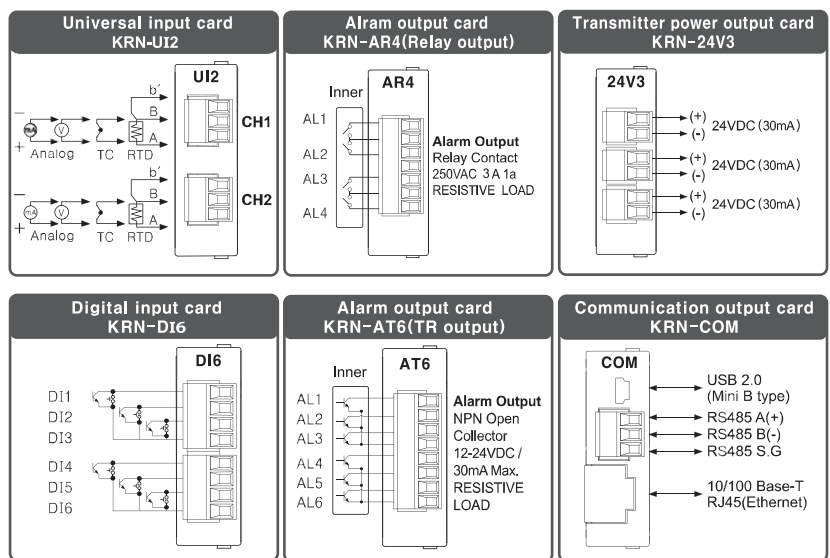 Universal input card
KRN-UI2
UI2
b′
B
A
CH1
−
mA
V
+
Analog TC RTD
b′
B
A
CH2
−
mA
V
+
Analog TC RTD
Alram output card
KRN-AR4(Relay output)
AR4
Inner
AL1
AL2
AL3
AL4
Alarm Output
Relay Contact
250VAC 3A 1a
RESISTIVE LOAD
Transmitter power output card
KRN-24V3
24V3
(+)
(-)
24VDC (30mA)
(+)
(-)
24VDC (30mA)
(+)
(-)
24VDC (30mA)
Digital input card
KRN-DI6
DI6
DI1
DI2
DI3
DI4
DI5
DI6
Alarm output card
KRN-AT6(TR output)
AT6
Inner
AL1
AL2
AL3
AL4
AL5
AL6
Alarm Output
NPN Open
Collector
12-24VDC /
30mA Max.
RESISTIVE
LOAD
Communication output card
KRN-COM
COM
USB 2.0
(Mini B type)
RS485 A(+)
RS485 B(-)
RS485 S.G
10/100 Base-T
RJ45(Ethernet)